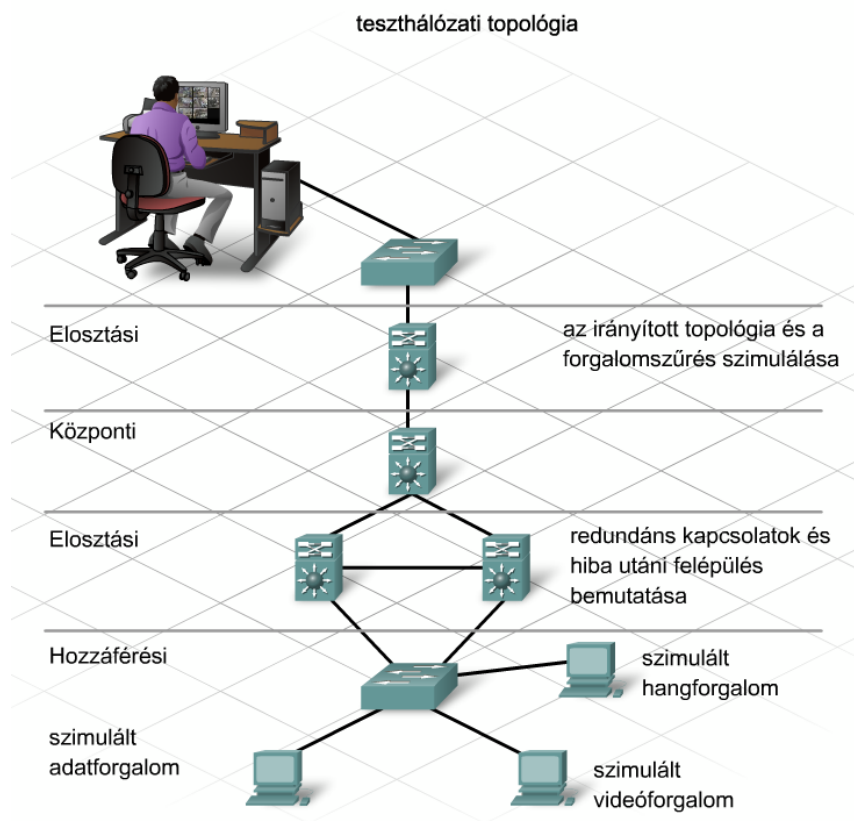 teszthálózati topológia
Elosztási
az irányított topológia és a
forgalomszűrés szimulálása
Központi
Elosztási
redundáns kapcsolatok és
hiba utáni felépülés
bemutatása
Hozzáférési
szimulált
hangforgalom
szimulált
adatforgalom
szimulált
videóforgalom